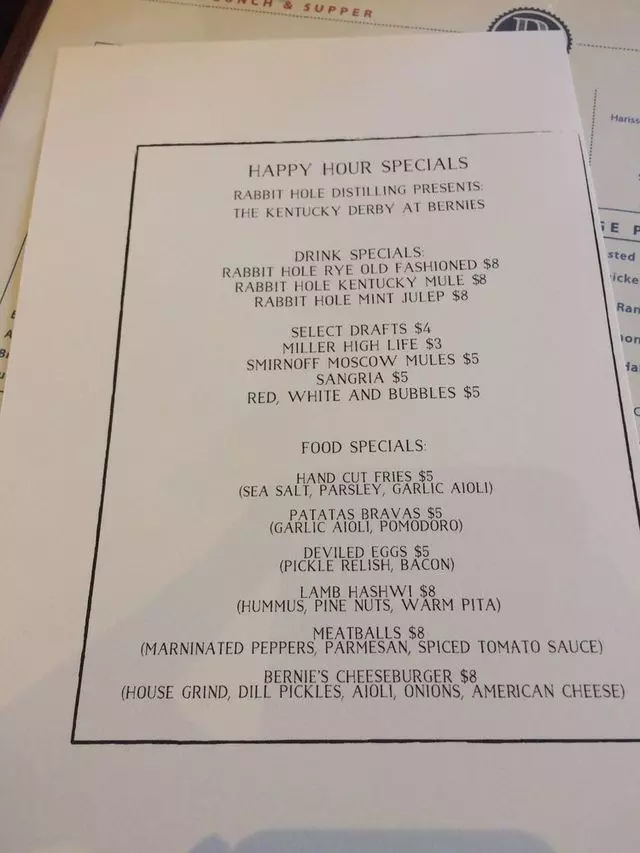 & SUPPER
HAPPY HOUR SPECIALS
RABBIT HOLE DISTILLING PRESENTS:
THE KENTUCKY DERBY AT BERNIES
DRINK SPECIALS:
RABBIT HOLE RYE OLD FASHIONED $8
RABBIT HOLE KENTUCKY MULE $8
RABBIT HOLE MINT JULEP $8
SELECT DRAFTS $4
MILLER HIGH LIFE $3
SMIRNOFF MOSCOW MULES $5
SANGRIA $5
RED, WHITE AND BUBBLES $5
FOOD SPECIALS:
HAND CUT FRIES $5
(SEA SALT, PARSLEY, GARLIC AIOLI)
PATATAS BRAVAS $5
(GARLIC AIOLI, POMODORO)
DEVILED EGGS $5
(PICKLE RELISH, BACON)
LAMB HASHWI $8
(HUMMUS, PINE NUTS, WARM PITA)
MEATBALLS $8
(MARNINATED PEPPERS, PARMESAN, SPICED TOMATO SAUCE)
BERNIE'S CHEESEBURGER $8
(HOUSE GRIND, DILL PICKLES, AIOLI, ONIONS, AMERICAN CHEESE)